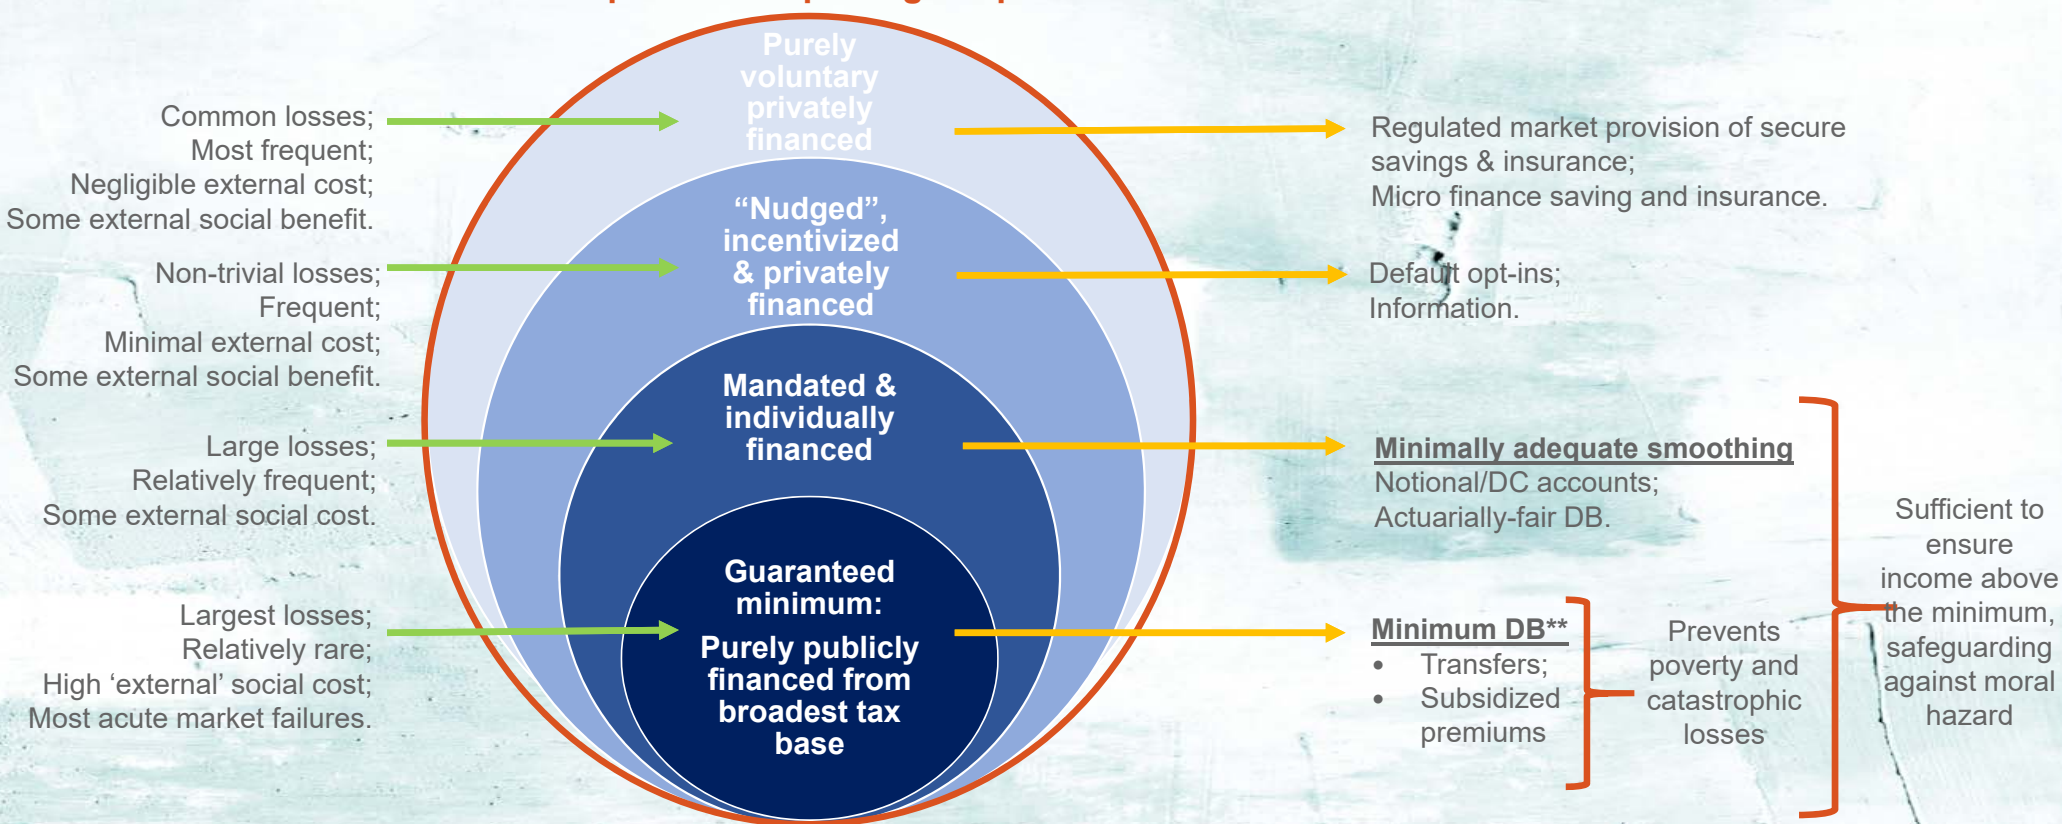 Purely
voluntary
privately
financed
“Nudged”,
incentivized
& privately
financed
Mandated &
individually
financed
Guaranteed
minimum:
Purely publicly
financed from
broadest tax
base
Common losses;
Most frequent;
Negligible external cost;
Some external social benefit.
Non-trivial losses;
Frequent;
Minimal external cost;
Some external social benefit.
Large losses;
Relatively frequent;
Some external social cost.
Largest losses;
Relatively rare;
High ‘external’ social cost;
Most acute market failures.
Regulated market provision of secure
savings & insurance;
Micro finance saving and insurance.
Default opt-ins;
Information.
Minimally adequate smoothing
Notional/DC accounts;
Actuarially-fair DB.
Minimum DB**
• Transfers;
• Subsidized
premiums
Prevents
poverty and
catastrophic
losses
Sufficient to
ensure
income above
the minimum,
safeguarding
against moral
hazard